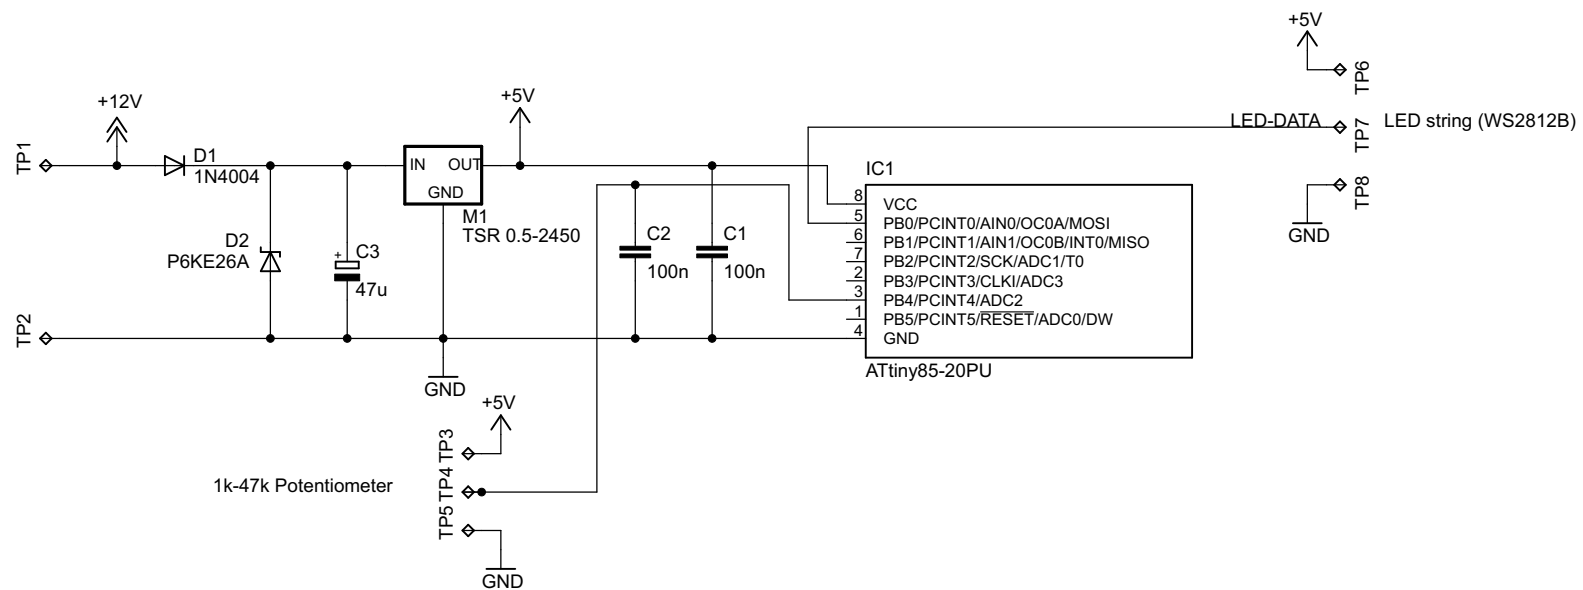 +5V
TP6
LED-DATA
TP7
LED string (WS2812B)
TP8
GND
+12V
TP1
D1
1N4004
+5V
IN
OUT
GND
M1
TSR 0.5-2450
D2
P6KE26A
+
C3
47u
C2
100n
C1
100n
TP2
GND
IC1
8
VCC
5
PB0/PCINT0/AIN0/OC0A/MOSI
6
PB1/PCINT1/AIN1/OC0B/INT0/MISO
7
PB2/PCINT2/SCK/ADC1/T0
2
PB3/PCINT3/CLKI/ADC3
3
PB4/PCINT4/ADC2
1
PB5/PCINT5/RESET/ADC0/DW
4
GND
ATtiny85-20PU
+5V
TP3
1k-47k Potentiometer
TP4
TP5
GND